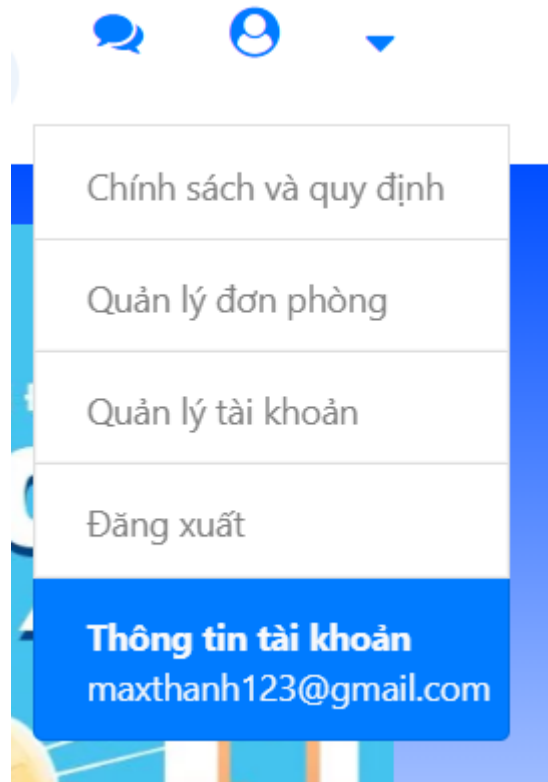 Chính sách và quy định
Quản lý đơn phòng
Quản lý tài khoản
Đăng xuất
Thông tin tài khoản
maxthanh123@gmail.com